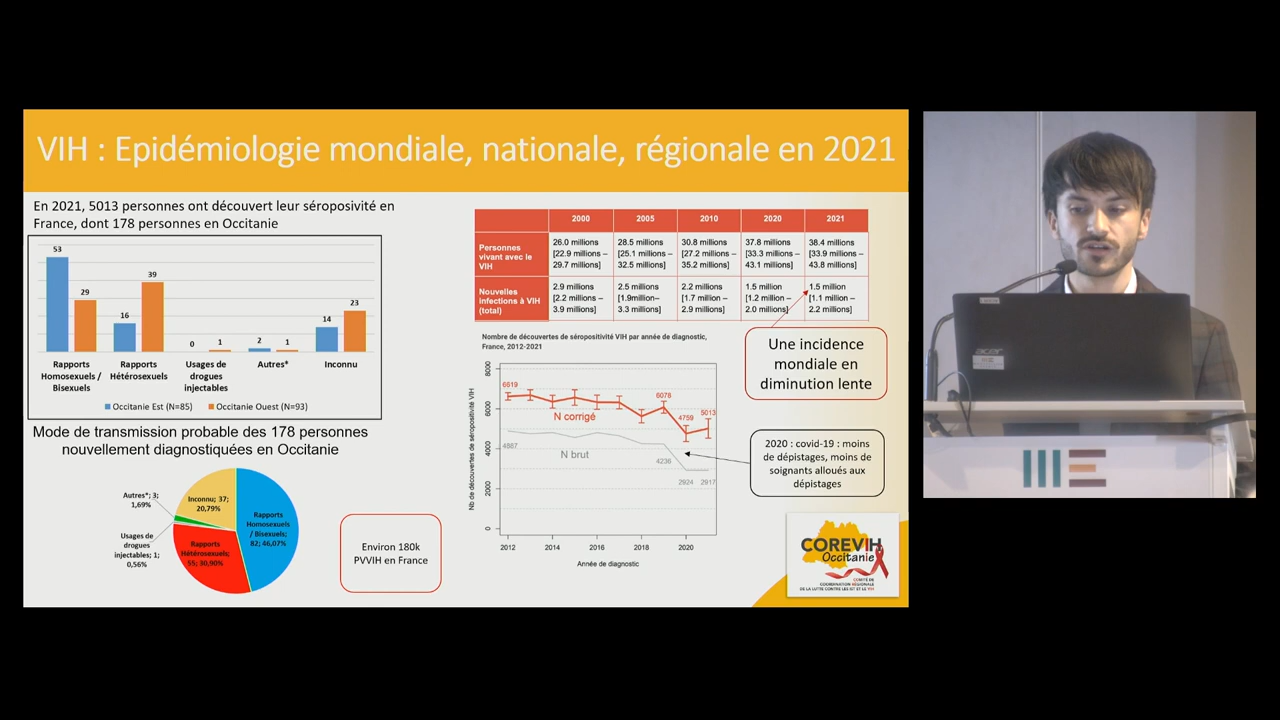 VIH : Epidémiologie mondiale, nationale, régionale en 2021
En 2021, 5013 personnes ont découvert leur séroposivité en
France, dont 178 personnes en Occitanie
53
29
16
39
0
1
2
1
14
23
Rapports
Homosexuels /
Bisexuels
Rapports
Hétérosexuels
Usages de
drogues
injectables
Autres*
Inconnu
Occitanie Est (N=85)
Occitanie Ouest (N=93)
Mode de transmission probable des 178 personnes
nouvellement diagnostiquées en Occitanie
Autres*; 3;
1,69%
Inconnu; 37;
20,79%
Rapports
Homosexuels
/ Bisexuels;
82; 46,07%
Usages de
drogues
injectables; 1;
0,56%
Rapports
Hétérosexuels;
55; 30,90%
Environ 180k
PVVIH en France
2000 2005 2010 2020 2021
Personnes
vivant avec le
VIH
26.0 millions
[22.9 millions –
29.7 millions]
28.5 millions
[25.1 millions –
32.5 millions]
30.8 millions
[27.2 millions –
35.2 millions]
37.8 millions
[33.3 millions –
43.1 millions]
38.4 millions
[33.9 millions –
43.8 millions]
Nouvelles
infections à VIH
(total)
2.9 millions
[2.2 millions –
3.9 millions]
2.5 millions
[1.9million–
3.3 millions]
2.2 millions
[1.7 million –
2.9 millions]
1.5 million
[1.2 million –
2.0 millions]
1.5 million
[1.1 million –
2.2 millions]
Nombre de découvertes de séropositivité VIH par année de diagnostic,
France, 2012-2021
Nb de découvertes de séropositivité VIH
8000
6000
4000
2000
0
6619
6078
4759
5013
N corrigé
4887
N brut
4236
2924
2917
2012 2014 2016 2018 2020
Année de diagnostic
Une incidence
mondiale en
diminution lente
2020 : covid-19 : moins
de dépistages, moins de
soignants alloués aux
dépistages
COREVIH
Occitanie
COMITÉ DE
COORDINATION RÉGIONALE
DE LA LUTTE CONTRE LES IST ET LE VIH
acer